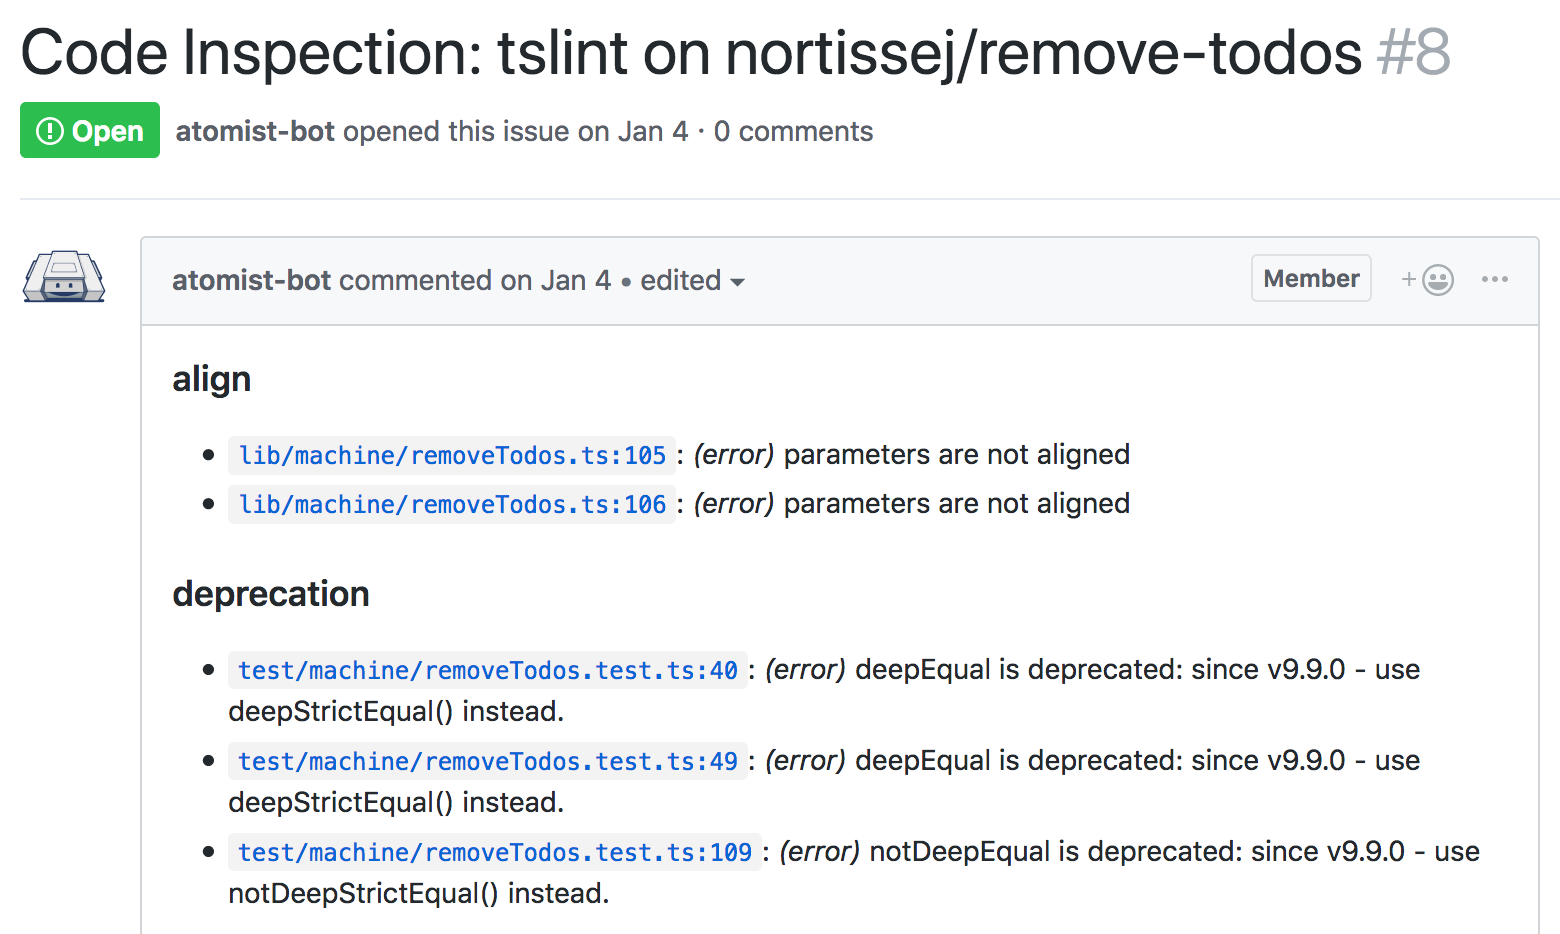 Code Inspection: tslint on nortissej/remove-todos #8
Open atomist-bot opened this issue on Jan 4 · 0 comments
atomist-bot commented on Jan 4 • edited Member
align
• lib/machine/removeTodos.ts:105: (error) parameters are not aligned
• lib/machine/removeTodos.ts:106: (error) parameters are not aligned
deprecation
• test/machine/removeTodos.test.ts:40: (error) deepEqual is deprecated: since v9.9.0 - use
deepStrictEqual() instead.
• test/machine/removeTodos.test.ts:49: (error) deepEqual is deprecated: since v9.9.0 - use
deepStrictEqual() instead.
• test/machine/removeTodos.test.ts:109: (error) notDeepEqual is deprecated: since v9.9.0 - use
notDeepStrictEqual() instead.